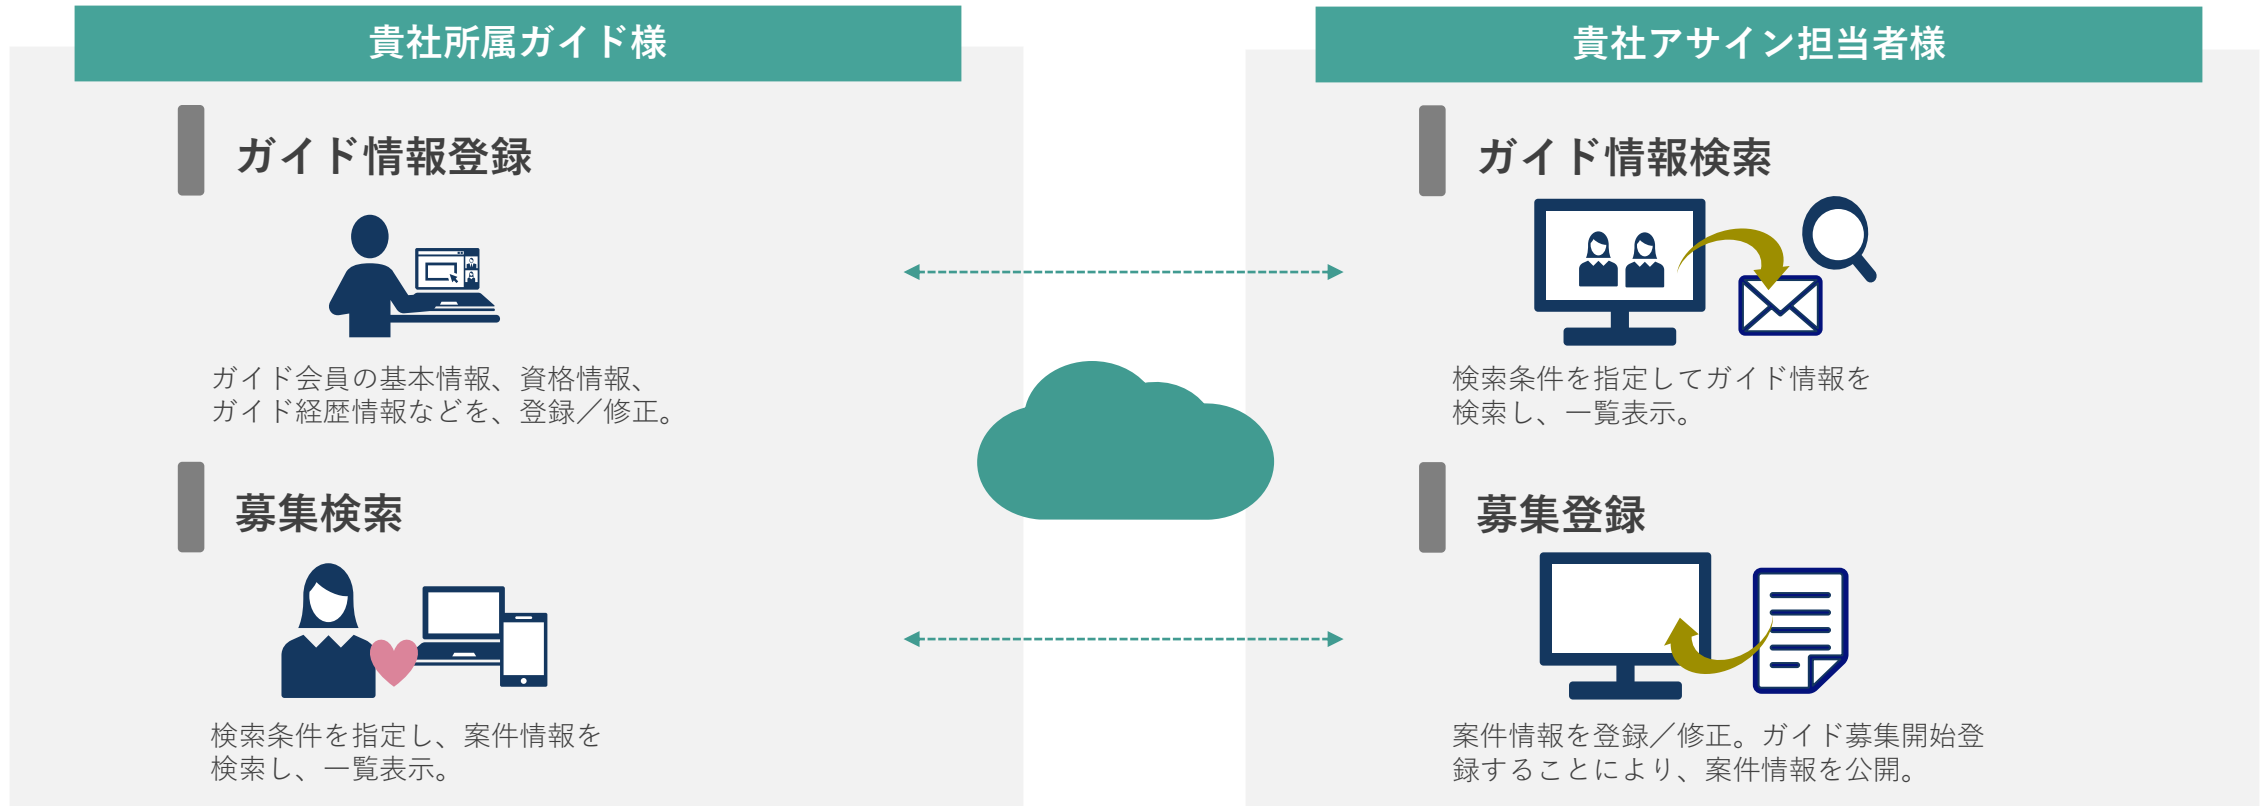 貴社所属ガイド様
ガイド情報登録
ガイド会員の基本情報、資格情報、
ガイド経歴情報などを、登録／修正。
募集検索
検索条件を指定し、案件情報を
検索し、一覧表示。
貴社アサイン担当者様
ガイド情報検索
検索条件を指定してガイド情報を
検索し、一覧表示。
募集登録
案件情報を登録／修正。ガイド募集開始登
録することにより、案件情報を公開。